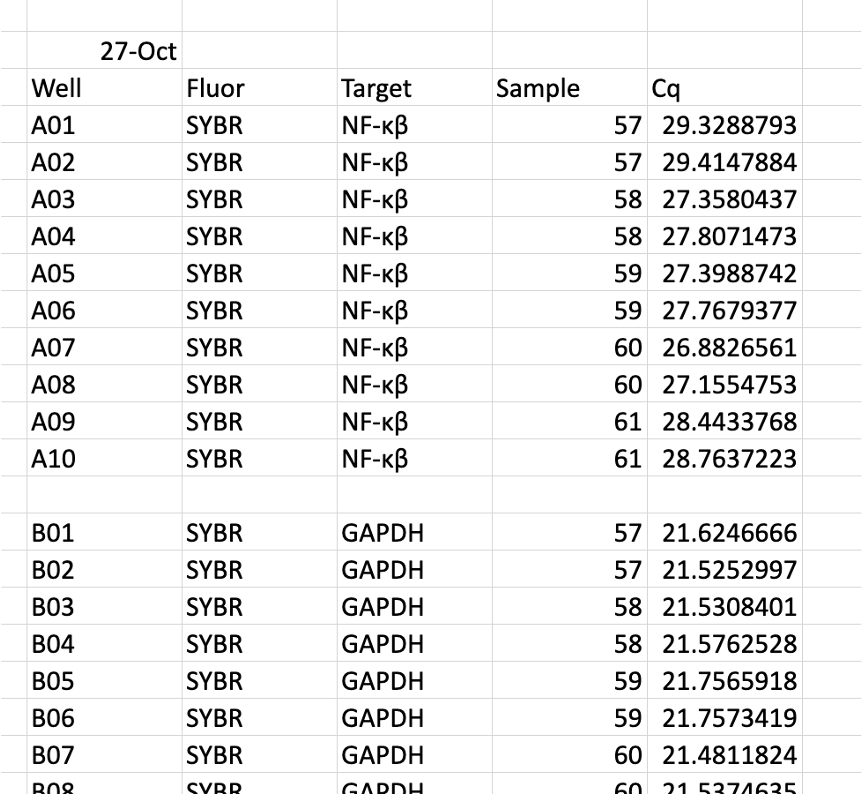 27-Oct
Well Fluor Target Sample Cq
A01 SYBR NF-κβ 57 29.3288793
A02 SYBR NF-κβ 57 29.4147884
A03 SYBR NF-κβ 58 27.3580437
A04 SYBR NF-κβ 58 27.8071473
A05 SYBR NF-κβ 59 27.3988742
A06 SYBR NF-κβ 59 27.7679377
A07 SYBR NF-κβ 60 26.8826561
A08 SYBR NF-κβ 60 27.1554753
A09 SYBR NF-κβ 61 28.4433768
A10 SYBR NF-κβ 61 28.7637223
B01 SYBR GAPDH 57 21.6246666
B02 SYBR GAPDH 57 21.5252997
B03 SYBR GAPDH 58 21.5308401
B04 SYBR GAPDH 58 21.5762528
B05 SYBR GAPDH 59 21.7565918
B06 SYBR GAPDH 59 21.7573419
B07 SYBR GAPDH 60 21.4811824
B08 SYBR GAPDH 60 21.5374635